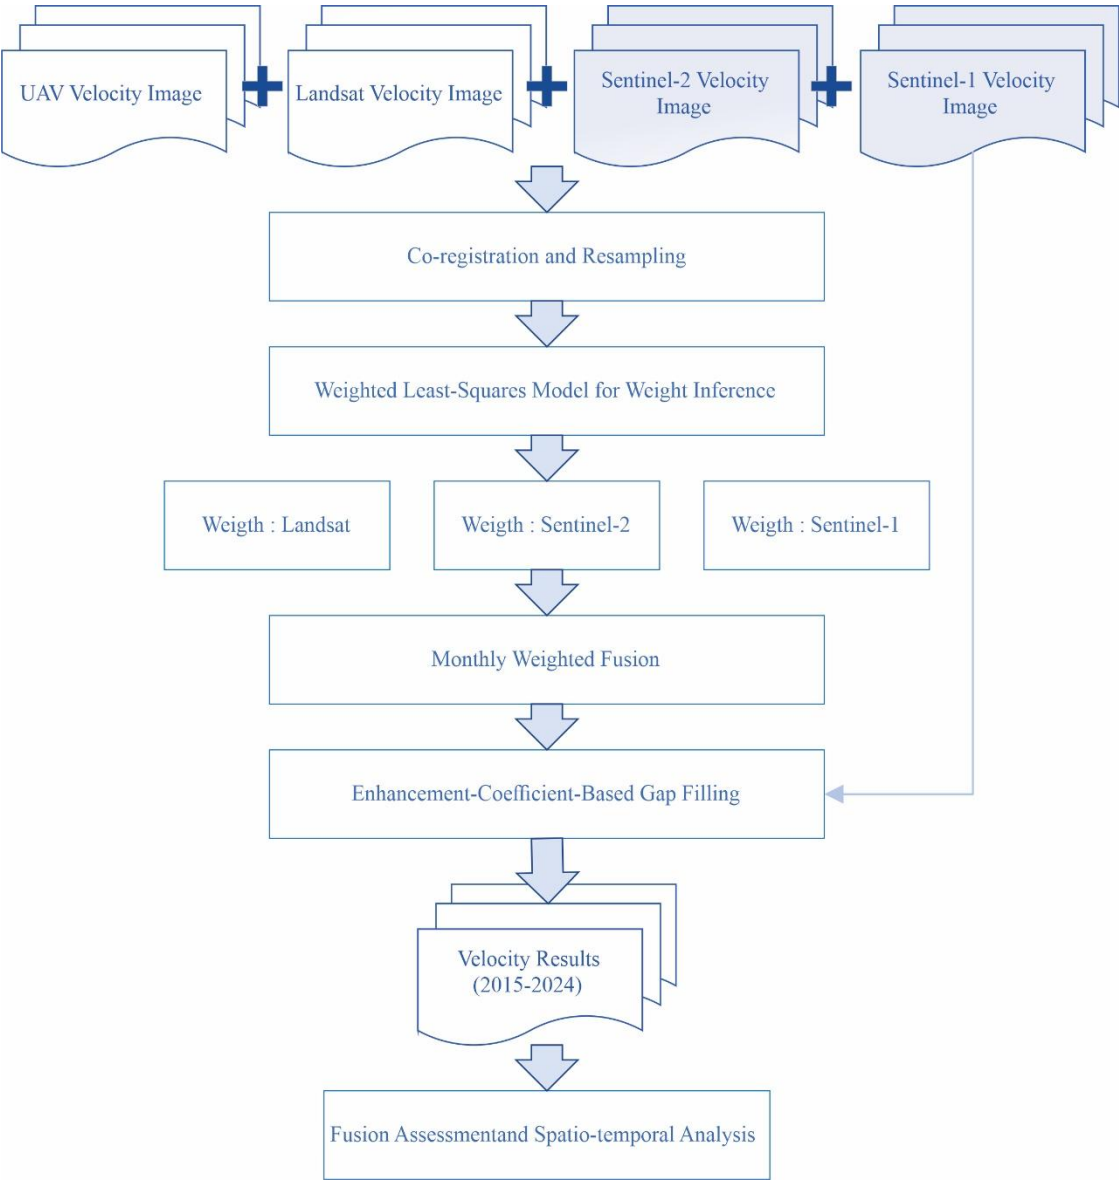 UAV Velocity Image
Landsat Velocity Image
Sentinel-2 Velocity
Image
Sentinel-1 Velocity
Image
Co-registration and Resampling
Weighted Least-Squares Model for Weight Inference
Weigth : Landsat
Weigth : Sentinel-2
Weigth : Sentinel-1
Monthly Weighted Fusion
Enhancement-Coefficient-Based Gap Filling
Velocity Results
(2015-2024)
Fusion Assessmentand Spatio-temporal Analysis